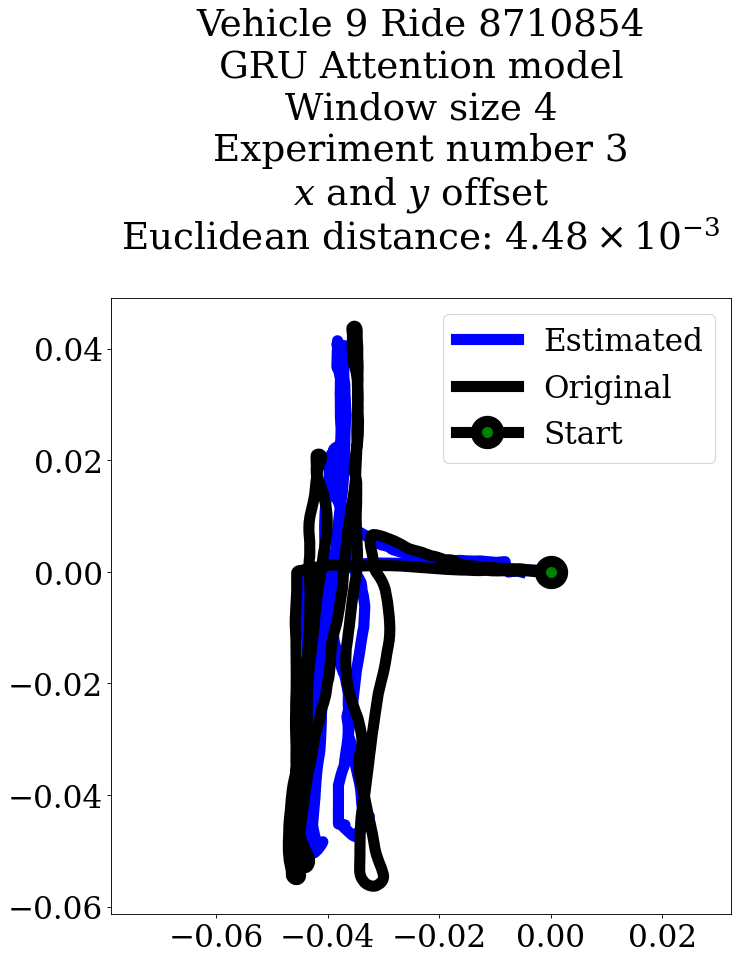 Vehicle 9 Ride 8710854
GRU Attention model
Window size 4
Experiment number 3
x and y offset
Euclidean distance: 4.48 × 10⁻³
Estimated
Original
Start
0.04
0.02
0.00
−0.02
−0.04
−0.06
−0.06 −0.04 −0.02 0.00 0.02